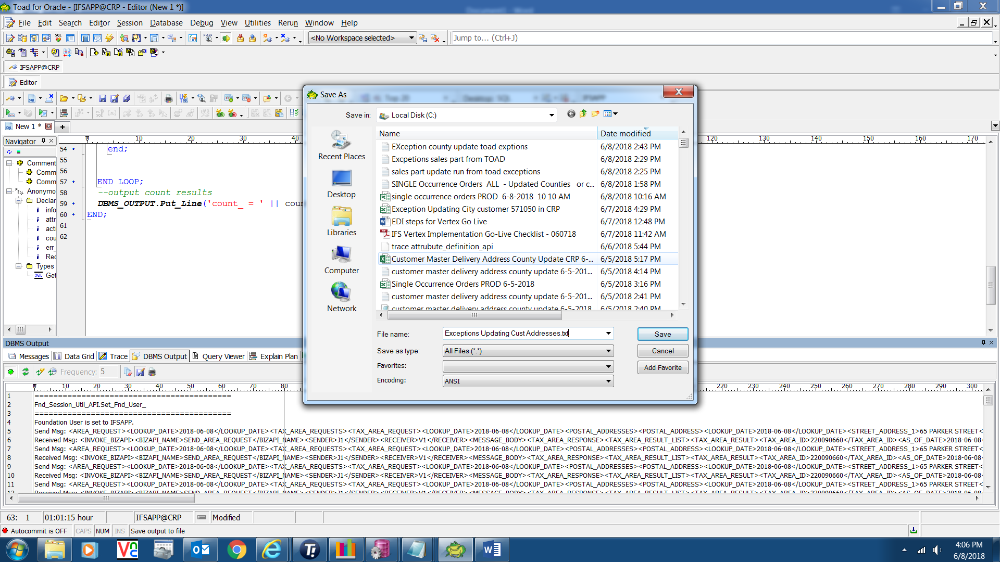 Toad for Oracle - [IFSAPP@CRP - Editor (New 1 *)]
File Edit Search Editor Session Database Debug View Utilities Rerun Window Help
<No Workspace selected> Jump to... (Ctrl+J)
IFSAPP@CRP
Editor
New 1 *
Navigator
10 20 30 40 120 130 140 150 160 170
Comment
Comm
Comm
Anonymo
Declar
info
attr
acti
cou
err_
Rec
Types
SQL Get
54 end;
55
56
57 END LOOP;
58 --output count results
59 DBMS_OUTPUT.Put_Line('count_ = ' || coun
60 END;
61
62
Save As
Save in: Local Disk (C:)
Name Date modified
EXception county update toad exptions 6/8/2018 2:43 PM
Excpetions sales part from TOAD 6/8/2018 2:29 PM
sales part update run from toad exceptions 6/8/2018 2:25 PM
SINGLE Occurrence Orders ALL - Updated Counties or c... 6/8/2018 1:58 PM
single occurrence orders PROD 6-8-2018 10 10 AM 6/8/2018 10:16 AM
Exception Updating City customer 571050 in CRP 6/7/2018 4:29 PM
EDI steps for Vertex Go Live 6/7/2018 12:48 PM
IFS Vertex Implementation Go-Live Checklist - 060718 6/7/2018 11:42 AM
trace attrubute_definition_api 6/6/2018 5:44 PM
Customer Master Delivery Address County Update CRP 6-... 6/5/2018 5:17 PM
customer master delivery address county update 6-5-201... 6/5/2018 4:14 PM
Single Occurrence Orders PROD 6-5-2018 6/5/2018 3:16 PM
customer master delivery address county update 6-5-201... 6/5/2018 2:41 PM
customer master delivery address county update 6-5-2018 6/5/2018 2:40 PM
Recent Places
Desktop
Libraries
Computer
Network
File name: Exceptions Updating Cust Addresses.txt Save
Save as type: All Files (*.*) Cancel
Favorites: Add Favorite
Encoding: ANSI
DBMS Output
Messages Data Grid Trace DBMS Output Query Viewer Explain Plan
Frequency: 5
10 20 30 40 50 60 70 80 220 230 240 250 260 270 280 290 300
1 ==========================================
2 Fnd_Session_Util_API.Set_Fnd_User_
3 ==========================================
4 Foundation User is set to IFSAPP.
5 Send Msg: <AREA_REQUEST><LOOKUP_DATE>2018-06-08</LOOKUP_DATE><TAX_AREA_REQUESTS><TAX_AREA_REQUEST><LOOKUP_DATE>2018-06-08</LOOKUP_DATE><POSTAL_ADDRESSES><POSTAL_ADDRESS><LOOKUP_DATE>2018-06-08</LOOKUP_DATE><STREET_ADDRESS_1>65 PARKER STREET<
6 Received Msg: <INVOKE_BIZAPI><BIZAPI_NAME>SEND_AREA_REQUEST</BIZAPI_NAME><SENDER>J1</SENDER><RECEIVER>V1</RECEIVER><MESSAGE_BODY><TAX_AREA_RESPONSE><TAX_AREA_RESULT_LIST><TAX_AREA_RESULT><TAX_AREA_ID>220090660</TAX_AREA_ID><AS_OF_DATE>2018-06-08
7 Send Msg: <AREA_REQUEST><LOOKUP_DATE>2018-06-08</LOOKUP_DATE><TAX_AREA_REQUESTS><TAX_AREA_REQUEST><LOOKUP_DATE>2018-06-08</LOOKUP_DATE><POSTAL_ADDRESSES><POSTAL_ADDRESS><LOOKUP_DATE>2018-06-08</LOOKUP_DATE><STREET_ADDRESS_1>65 PARKER STREET<
8 Received Msg: <INVOKE_BIZAPI><BIZAPI_NAME>SEND_AREA_REQUEST</BIZAPI_NAME><SENDER>J1</SENDER><RECEIVER>V1</RECEIVER><MESSAGE_BODY><TAX_AREA_RESPONSE><TAX_AREA_RESULT_LIST><TAX_AREA_RESULT><TAX_AREA_ID>220090660</TAX_AREA_ID><AS_OF_DATE>2018-06-08
9 Send Msg: <AREA_REQUEST><LOOKUP_DATE>2018-06-08</LOOKUP_DATE><TAX_AREA_REQUESTS><TAX_AREA_REQUEST><LOOKUP_DATE>2018-06-08</LOOKUP_DATE><POSTAL_ADDRESSES><POSTAL_ADDRESS><LOOKUP_DATE>2018-06-08</LOOKUP_DATE><STREET_ADDRESS_1>65 PARKER STREET<
10 Received Msg: <INVOKE_BIZAPI><BIZAPI_NAME>SEND_AREA_REQUEST</BIZAPI_NAME><SENDER>J1</SENDER><RECEIVER>V1</RECEIVER><MESSAGE_BODY><TAX_AREA_RESPONSE><TAX_AREA_RESULT_LIST><TAX_AREA_RESULT><TAX_AREA_ID>220090660</TAX_AREA_ID><AS_OF_DATE>2018-06-08
11 Send Msg: <AREA_REQUEST><LOOKUP_DATE>2018-06-08</LOOKUP_DATE><TAX_AREA_REQUESTS><TAX_AREA_REQUEST><LOOKUP_DATE>2018-06-08</LOOKUP_DATE><POSTAL_ADDRESSES><POSTAL_ADDRESS><LOOKUP_DATE>2018-06-08</LOOKUP_DATE><STREET_ADDRESS_1>65 PARKER STREET<
63: 1 01:01:15 hour IFSAPP@CRP Modified
Autocommit is OFF CAPS NUM INS Save output to file
4:06 PM
6/8/2018